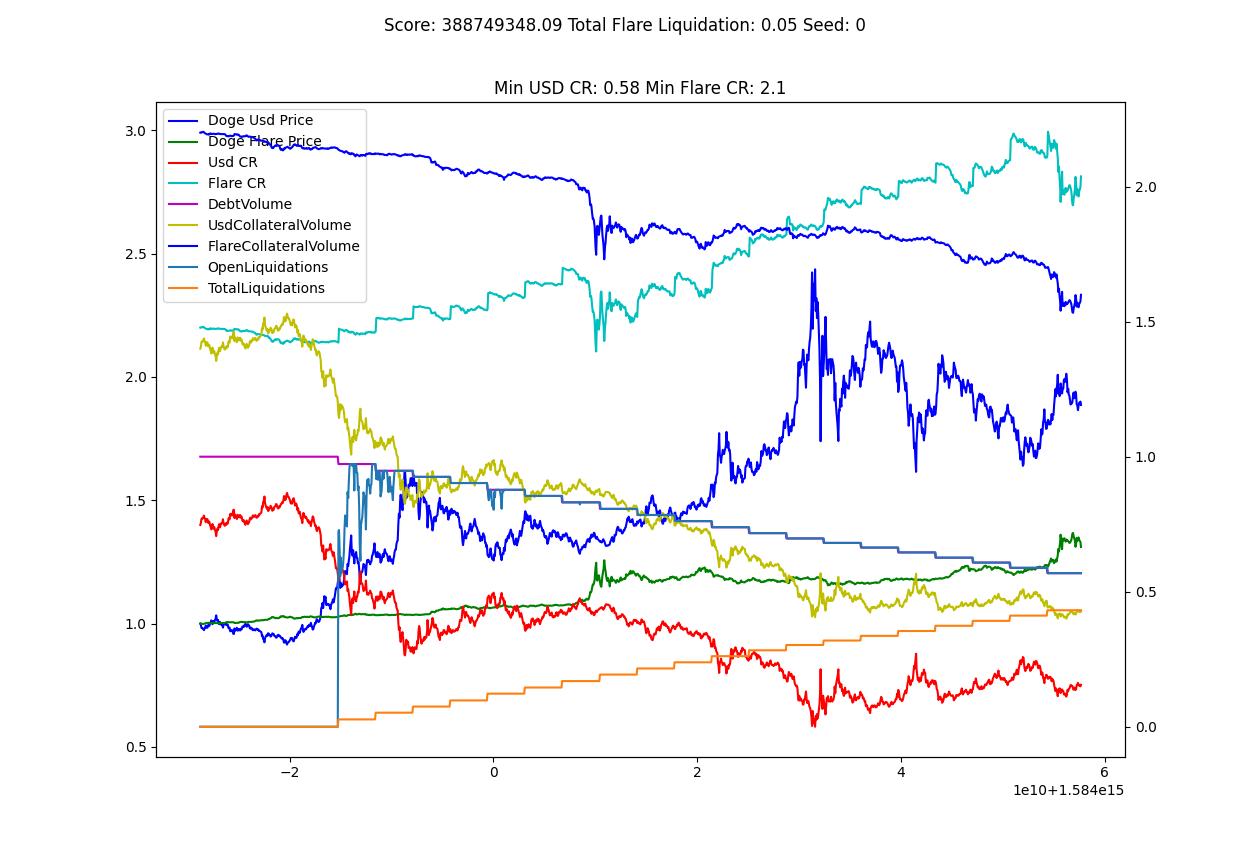 Score: 388749348.09 Total Flare Liquidation: 0.05 Seed: 0
Min USD CR: 0.58 Min Flare CR: 2.1
Doge Usd Price
Doge Flare Price
Usd CR
Flare CR
DebtVolume
UsdCollateralVolume
FlareCollateralVolume
OpenLiquidations
TotalLiquidations
3.0
2.5
2.0
1.5
1.0
0.5
2.0
1.5
1.0
0.5
0.0
−2 0 2 4 6
1e10+1.584e15